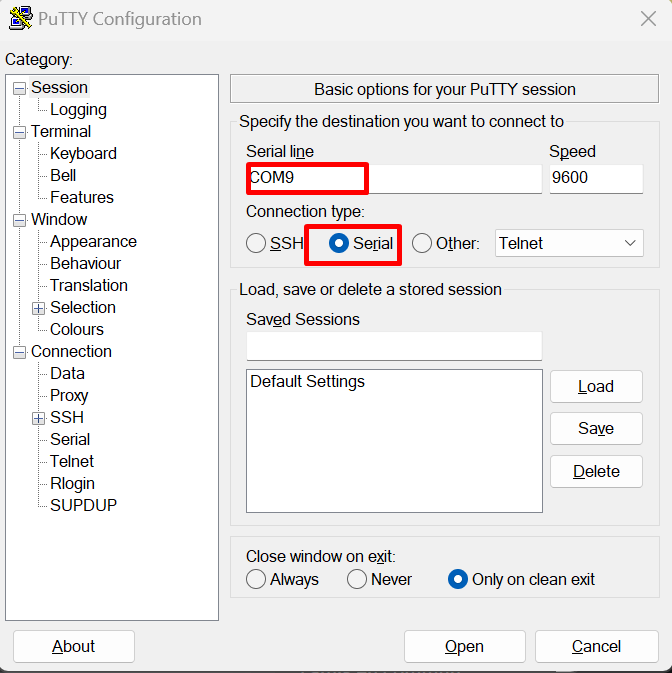 PuTTY Configuration
Category:
Session
Logging
Terminal
Keyboard
Bell
Features
Window
Appearance
Behaviour
Translation
Selection
Colours
Connection
Data
Proxy
SSH
Serial
Telnet
Rlogin
SUPDUP
Basic options for your PuTTY session
Specify the destination you want to connect to
Serial line Speed
COM9 9600
Connection type:
SSH Serial Other: Telnet
Load, save or delete a stored session
Saved Sessions
Default Settings
Load
Save
Delete
Close window on exit:
Always Never Only on clean exit
About Open Cancel